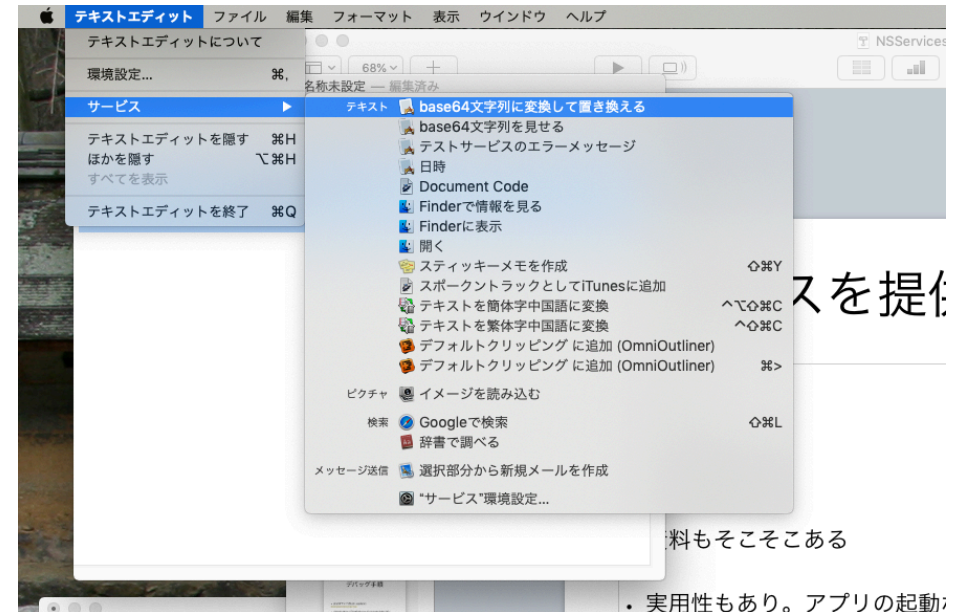 テキストエディット ファイル 編集 フォーマット 表示 ウインドウ ヘルプ
テキストエディットについて
環境設定... ⌘,
サービス ▶
テキストエディットを隠す ⌘H
ほかを隠す ⌥⌘H
すべてを表示
テキストエディットを終了 ⌘Q
NSServices
68%
名称未設定 — 編集済み
テキスト base64文字列に変換して置き換える
base64文字列を見せる
テストサービスのエラーメッセージ
日時
Document Code
Finderで情報を見る
Finderに表示
開く
スティッキーメモを作成 ⇧⌘Y
スポークントラックとしてiTunesに追加
テキストを簡体字中国語に変換 ^⌥⇧⌘C
テキストを繁体字中国語に変換 ^⇧⌘C
デフォルトクリッピング に追加 (OmniOutliner)
デフォルトクリッピング に追加 (OmniOutliner) ⌘>
ピクチャ イメージを読み込む
検索 Googleで検索 ⇧⌘L
辞書で調べる
メッセージ送信 選択部分から新規メールを作成
"サービス"環境設定...
スを提供
料もそこそこある
デバッグ手順
• 実用性もあり。アプリの起動